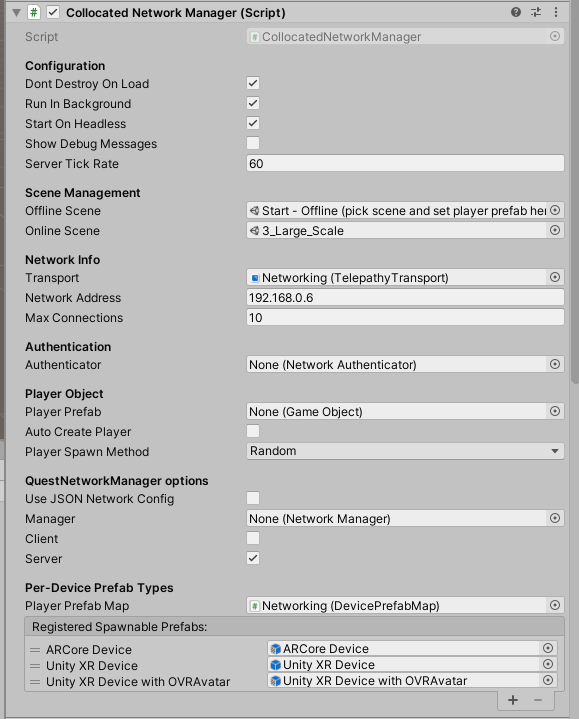 Collocated Network Manager (Script)
Script CollocatedNetworkManager
Configuration
Dont Destroy On Load
Run In Background
Start On Headless
Show Debug Messages
Server Tick Rate 60
Scene Management
Offline Scene Start - Offline (pick scene and set player prefab her
Online Scene 3_Large_Scale
Network Info
Transport Networking (TelepathyTransport)
Network Address 192.168.0.6
Max Connections 10
Authentication
Authenticator None (Network Authenticator)
Player Object
Player Prefab None (Game Object)
Auto Create Player
Player Spawn Method Random
QuestNetworkManager options
Use JSON Network Config
Manager None (Network Manager)
Client
Server
Per-Device Prefab Types
Player Prefab Map Networking (DevicePrefabMap)
Registered Spawnable Prefabs:
ARCore Device ARCore Device
Unity XR Device Unity XR Device
Unity XR Device with OVRAvatar Unity XR Device with OVRAvatar